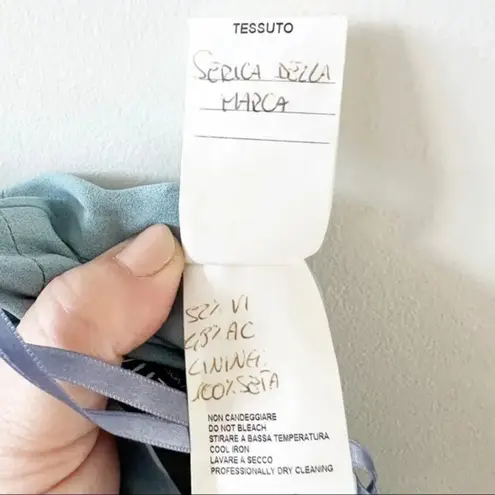 TESSUTO
SERICA DELLA
MARCA
52% VI
48% AC
LINING:
100% SETA
NON CANDEGGIARE
DO NOT BLEACH
STIRARE A BASSA TEMPERATURA
COOL IRON
LAVARE A SECCO
PROFESSIONALLY DRY CLEANING